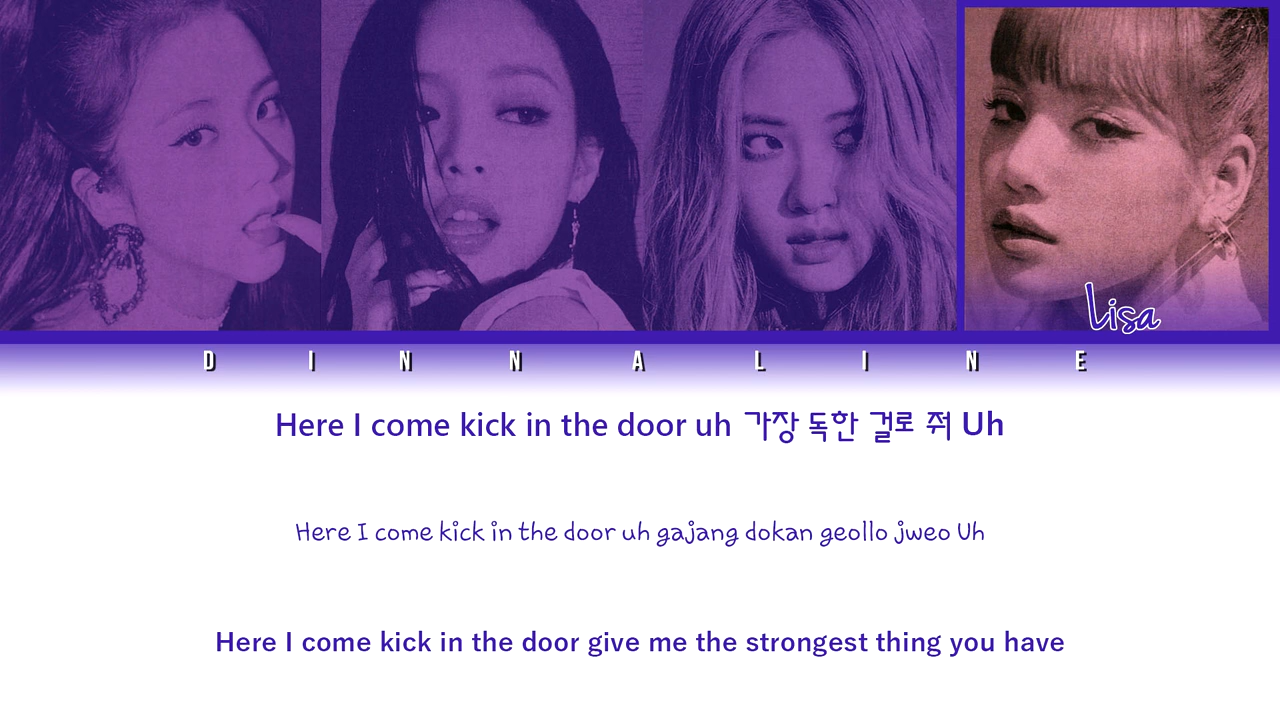 Lisa
D I N N A L I N E
Here I come kick in the door uh 가장 독한 걸로 줘 Uh
Here I come kick in the door uh gajang dokan geollo jweo Uh
Here I come kick in the door give me the strongest thing you have